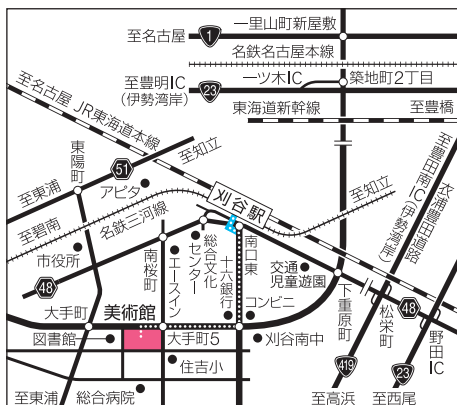 一里山町新屋敷
至名古屋
1
名鉄名古屋本線
至豊明IC
(伊勢湾岸)
23
一ツ木IC
築地町2丁目
至名古屋
JR東海道本線
東海道新幹線
至豊橋
東陽町
51
至知立
至東浦
アピタ
刈谷駅
至知立
至豊田南IC(伊勢湾岸)
衣浦豊田道路
至碧南
名鉄三河線
市役所
48
南桜町
エースイン
総合文化
センター
十六銀行
南口東
交通
児童遊園
コンビニ
大手町
美術館
下重原町
松栄町
48
野田IC
図書館
大手町5
刈谷南中
住吉小
419
23
至東浦
総合病院
至高浜
至西尾